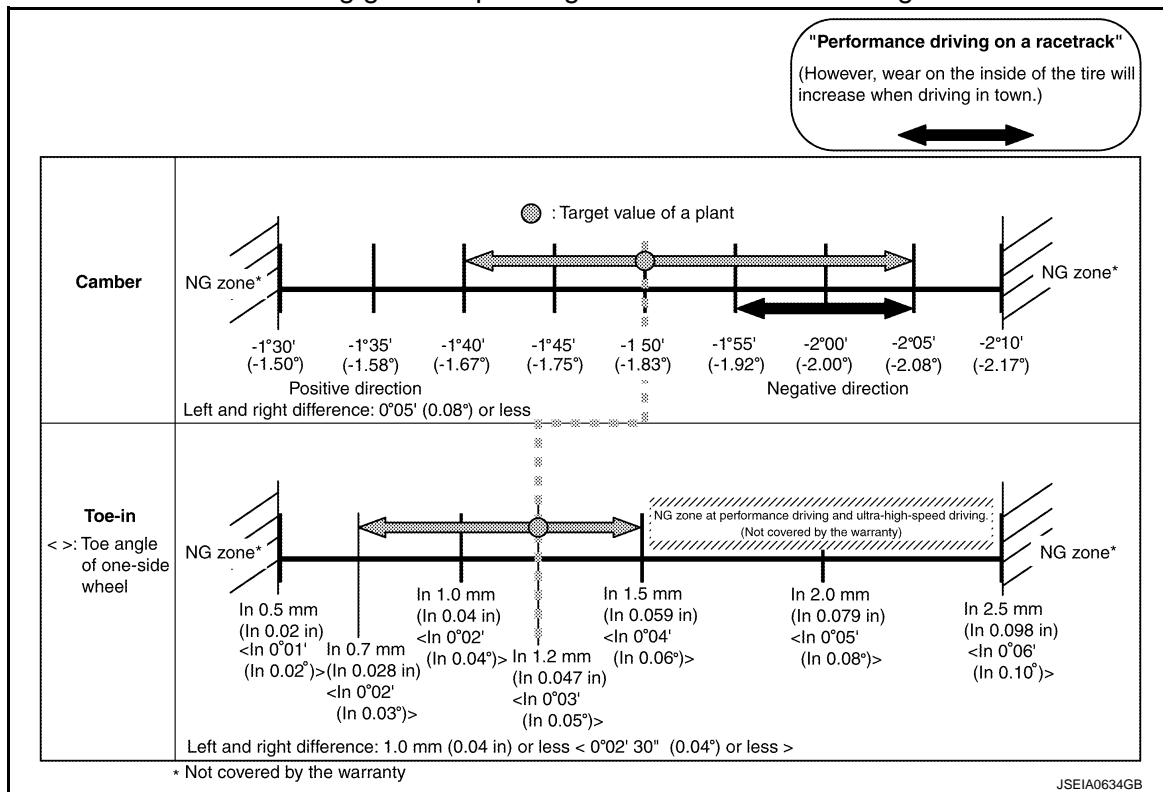 "Performance driving on a racetrack"
(However, wear on the inside of the tire will
increase when driving in town.)
: Target value of a plant
Camber
NG zone*
NG zone*
-1°30' -1°35' -1°40' -1°45' -1 50' -1°55' -2°00' -2°05' -2°10'
(-1.50°) (-1.58°) (-1.67°) (-1.75°) (-1.83°) (-1.92°) (-2.00°) (-2.08°) (-2.17°)
Positive direction Negative direction
Left and right difference: 0°05' (0.08°) or less
Toe-in
< >: Toe angle
of one-side
wheel
NG zone*
NG zone at performance driving and ultra-high-speed driving.
(Not covered by the warranty)
NG zone*
In 0.5 mm
(In 0.02 in)
<In 0°01'
(In 0.02°)>
In 0.7 mm
(In 0.028 in)
<In 0°02'
(In 0.03°)>
In 1.0 mm
(In 0.04 in)
<In 0°02'
(In 0.04°)>
In 1.2 mm
(In 0.047 in)
<In 0°03'
(In 0.05°)>
In 1.5 mm
(In 0.059 in)
<In 0°04'
(In 0.06°)>
In 2.0 mm
(In 0.079 in)
<In 0°05'
(In 0.08°)>
In 2.5 mm
(In 0.098 in)
<In 0°06'
(In 0.10°)>
Left and right difference: 1.0 mm (0.04 in) or less < 0°02' 30" (0.04°) or less >
* Not covered by the warranty
JSEIA0634GB